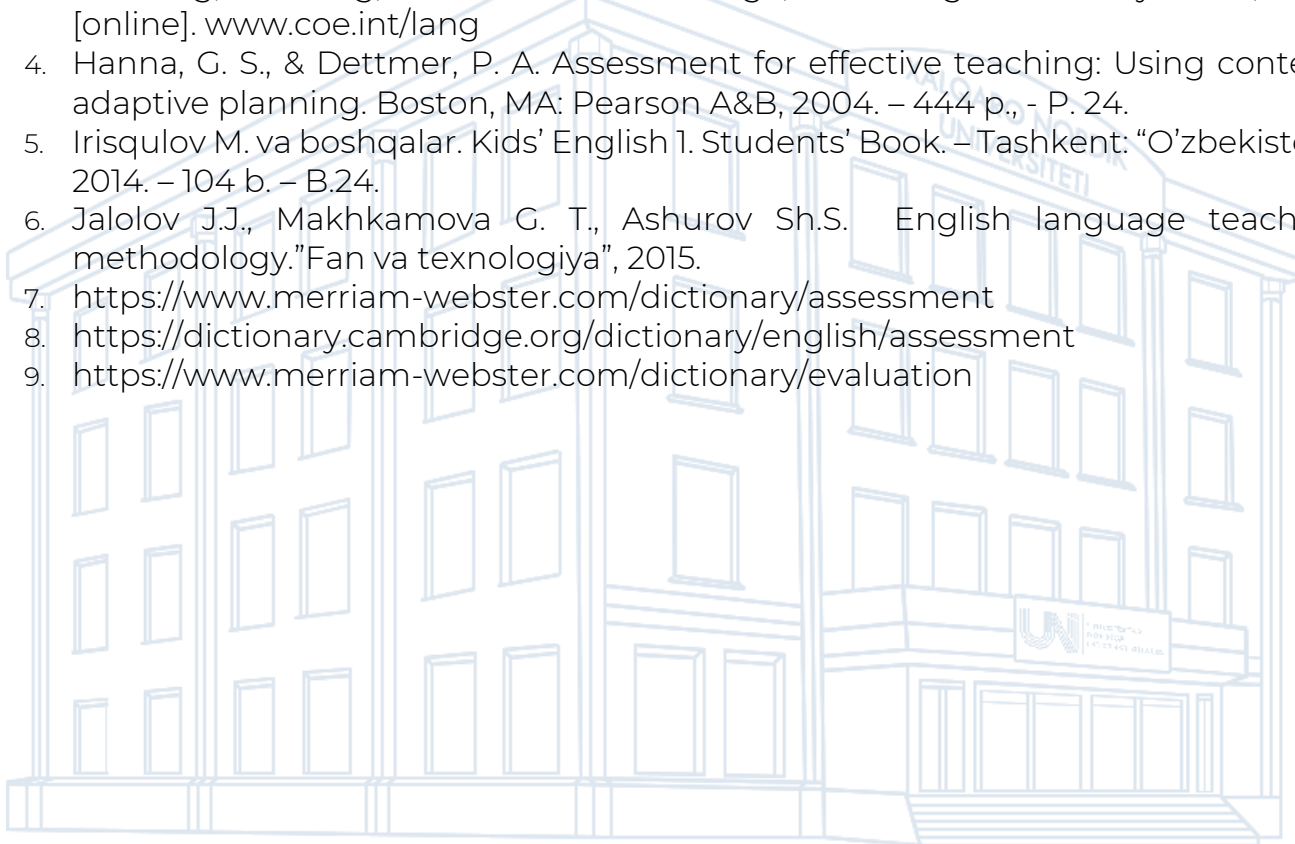 [online]. www.coe.int/lang
4. Hanna, G. S., & Dettmer, P. A. Assessment for effective teaching: Using
adaptive planning. Boston, MA: Pearson A&B, 2004. – 444 p., - P. 24.
5. Irisqulov M. va boshqalar. Kids’ English 1. Students’ Book. – Tashkent:
2014. – 104 b. – B.24.
6. Jalolov J.J., Makhkamova G. T., Ashurov Sh.S. English language
methodology.”Fan va texnologiya”, 2015.
7. https://www.merriam-webster.com/dictionary/assessment
8. https://dictionary.cambridge.org/dictionary/english/assessment
9. https://www.merriam-webster.com/dictionary/evaluation
XALQARO NORDIK
UNIVERSITETI